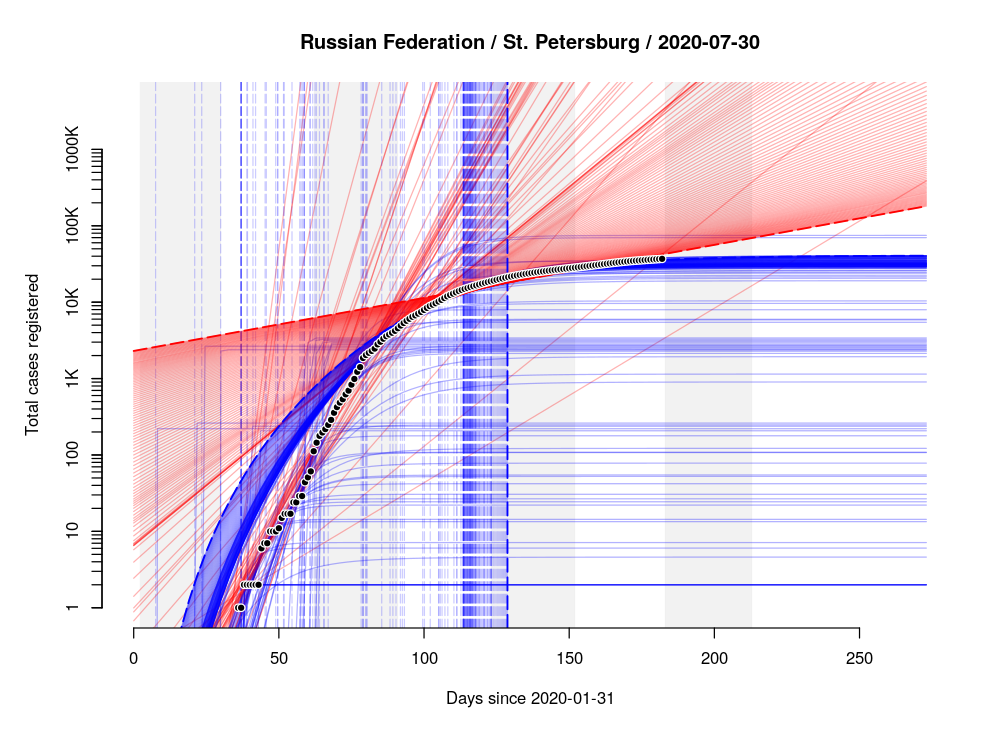 Russian Federation / St. Petersburg / 2020-07-30
Total cases registered
1000K
100K
10K
1K
100
10
1
0 50 100 150 200 250
Days since 2020-01-31